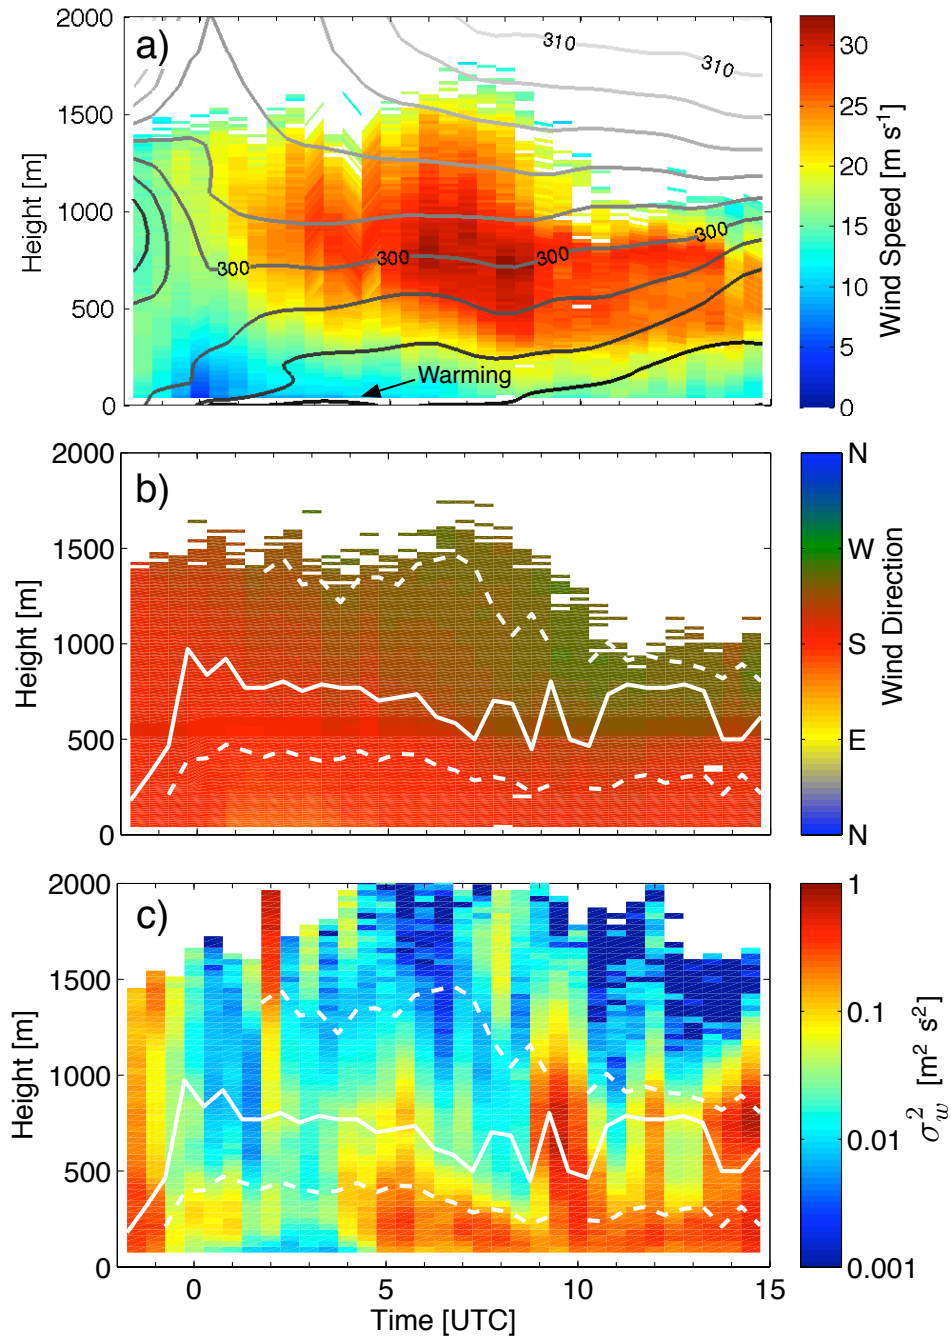 a)
2000
1500
1000
500
0
Height [m]
310
310
300
300
300
300
Warming
30
25
20
15
10
5
0
Wind Speed [m s-1]
b)
2000
1500
1000
500
0
Height [m]
N
W
S
E
N
Wind Direction
c)
2000
1500
1000
500
0
Height [m]
0
5
10
15
Time [UTC]
1
0.1
0.01
0.001
σ²w [m² s-²]